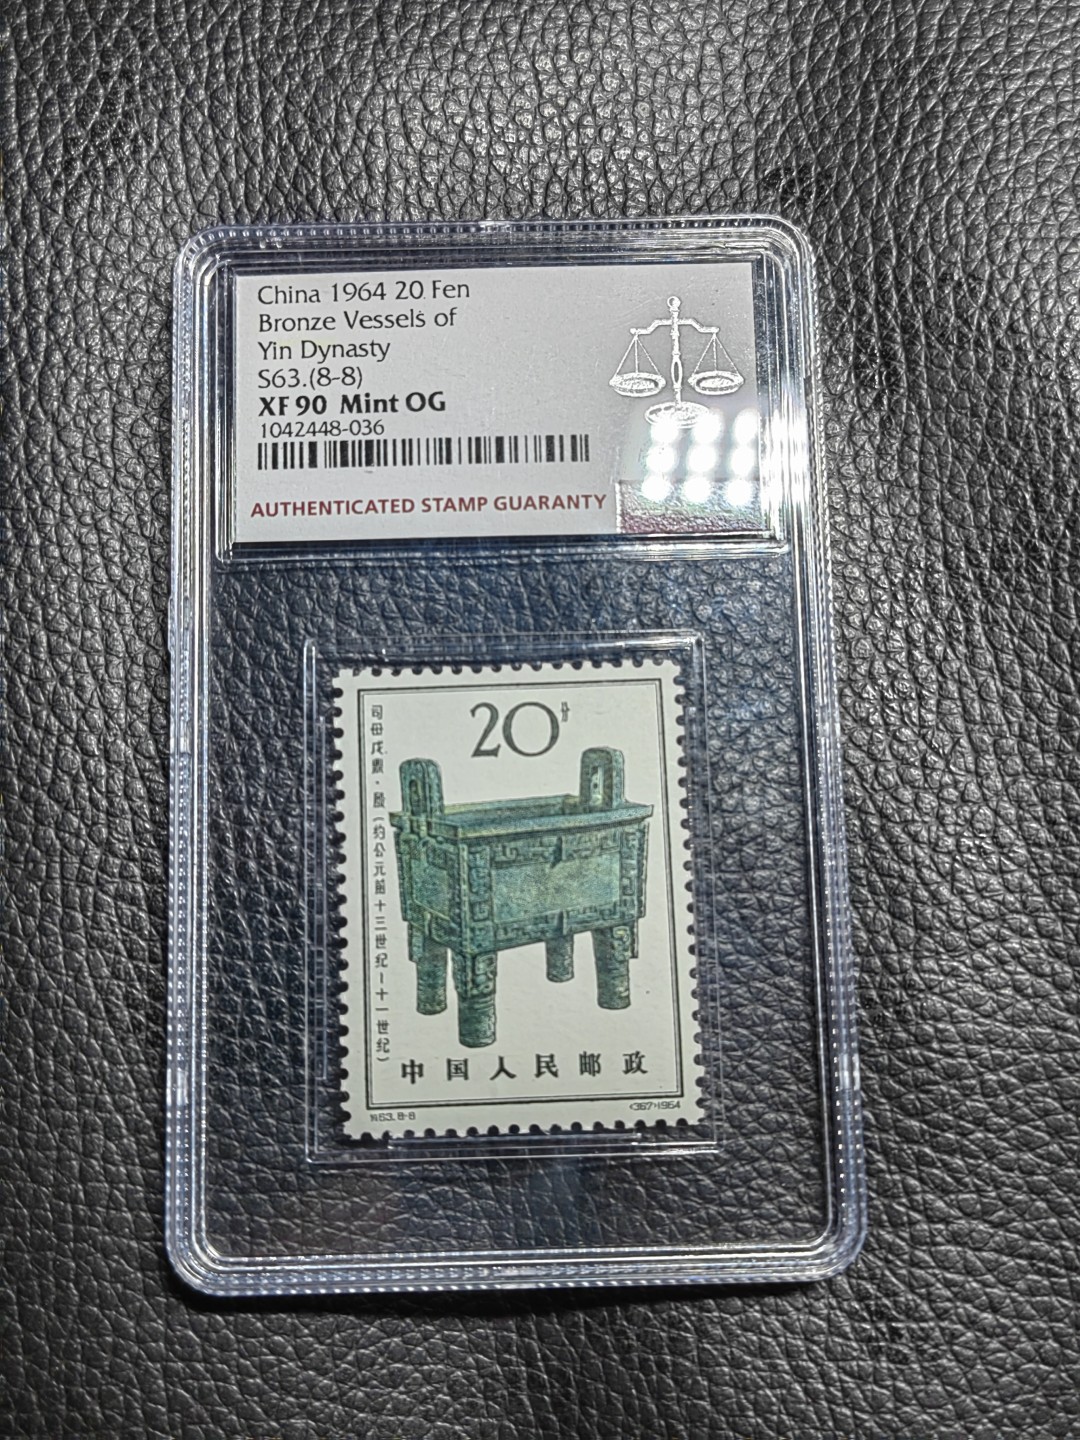 China 1964 20 Fen
Bronze Vessels of
Yin Dynasty
S63.(8-8)
XF 90 Mint OG
1042448-036
AUTHENTICATED STAMP GUARANTY
20分
司母戊鼎·殷(约公元前十三世纪—十一世纪)
中国人民邮政
特63.8-8
(367)1964